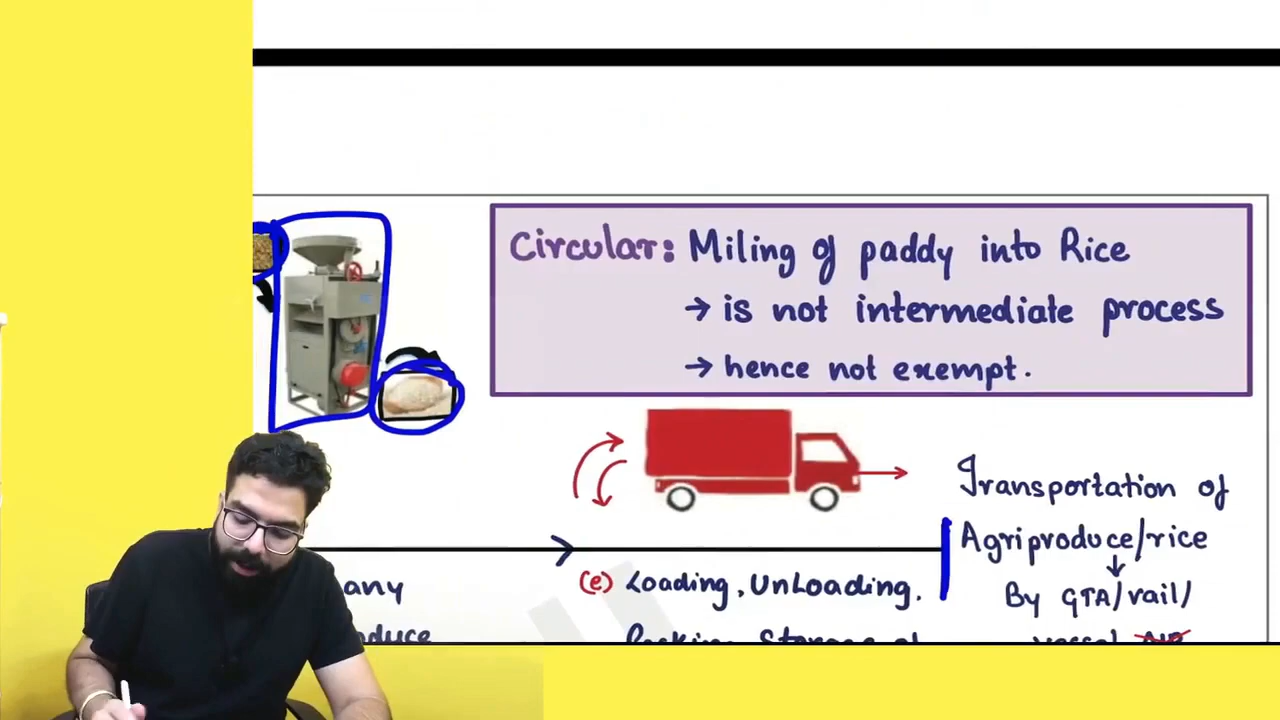 Circular: Miling of paddy into Rice
→ is not intermediate process
→ hence not exempt.
Transportation of
Agriproduce/rice
↓
By GTA/rail/
any
(e) Loading, UnLoading,
vessel